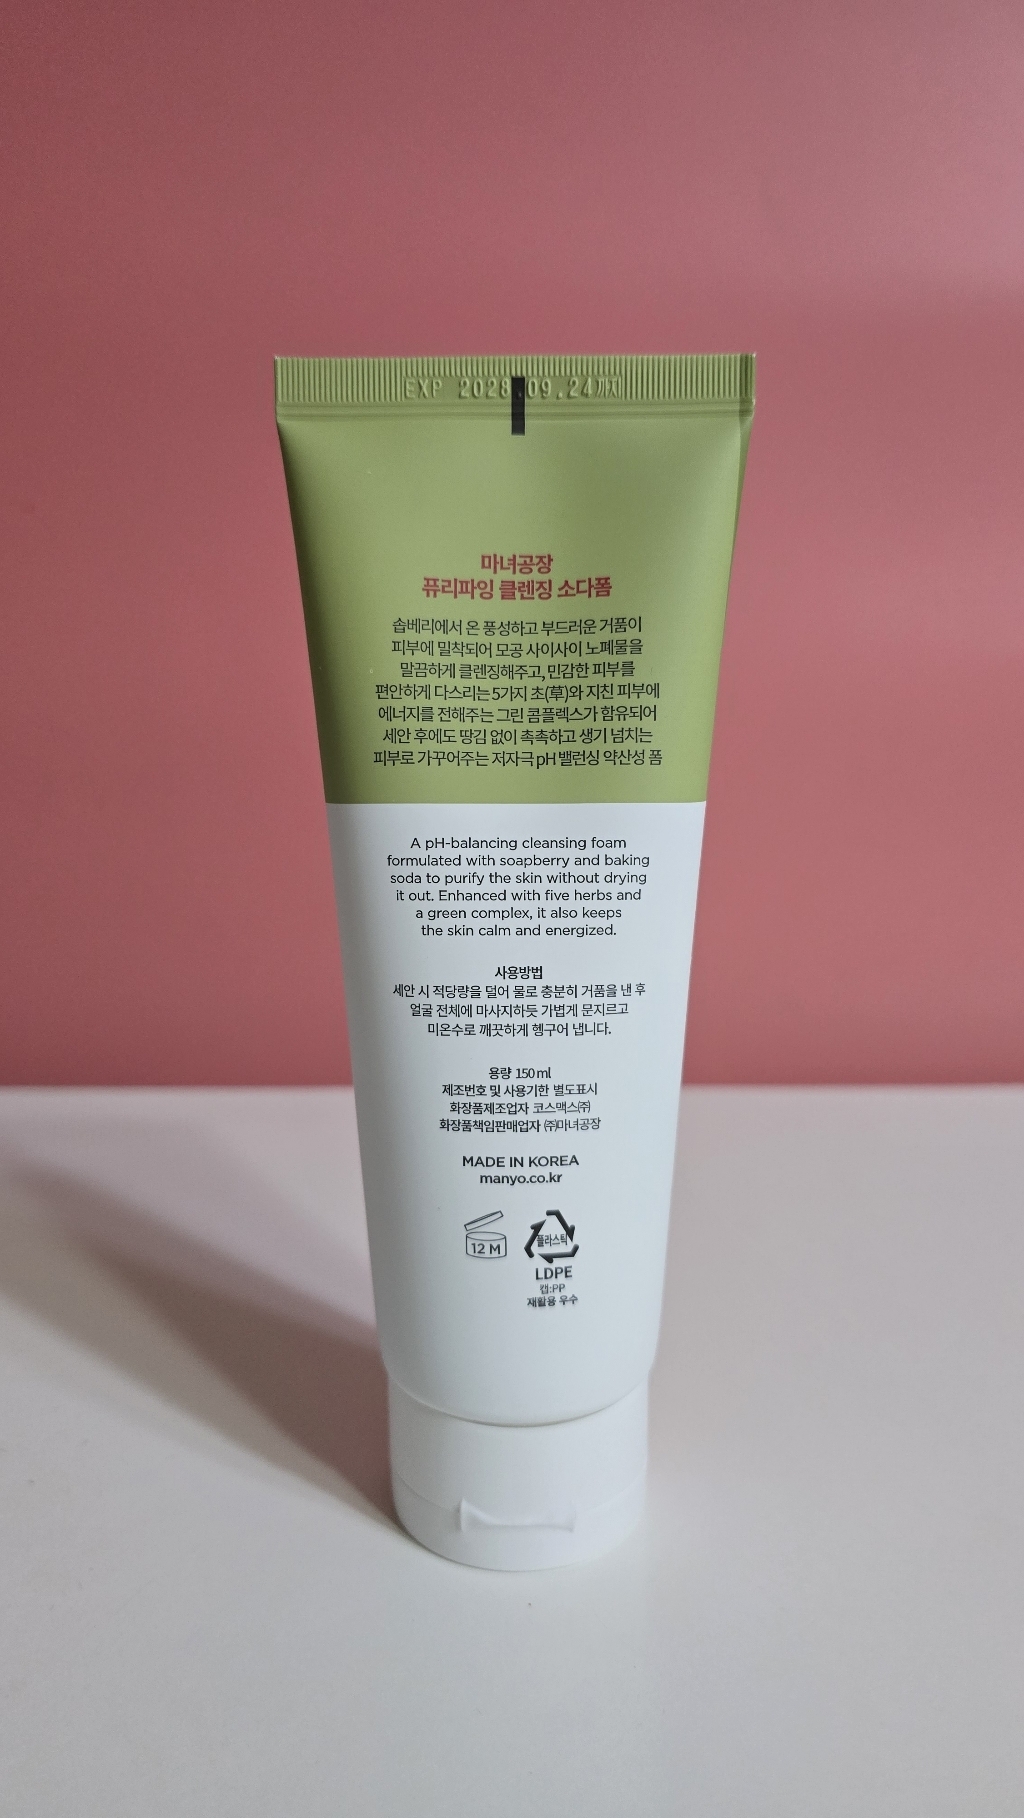 EXP 2028.09.24까지
마녀공장
퓨리파잉 클렌징 소다폼
솝베리에서 온 풍성하고 부드러운 거품이
피부에 밀착되어 모공 사이사이 노폐물을
말끔하게 클렌징해주고, 민감한 피부를
편안하게 다스리는 5가지 초(草)와 지친 피부에
에너지를 전해주는 그린 콤플렉스가 함유되어
세안 후에도 땅김 없이 촉촉하고 생기 넘치는
피부로 가꾸어주는 저자극 pH 밸런싱 약산성 폼
A pH-balancing cleansing foam
formulated with soapberry and baking
soda to purify the skin without drying
it out. Enhanced with five herbs and
a green complex, it also keeps
the skin calm and energized.
사용방법
세안 시 적당량을 덜어 물로 충분히 거품을 낸 후
얼굴 전체에 마사지하듯 가볍게 문지르고
미온수로 깨끗하게 헹구어 냅니다.
용량 150 ml
제조번호 및 사용기한 별도표시
화장품제조업자 코스맥스㈜
화장품책임판매업자 ㈜마녀공장
MADE IN KOREA
manyo.co.kr
12 M
플라스틱
LDPE
캡:PP
재활용 우수